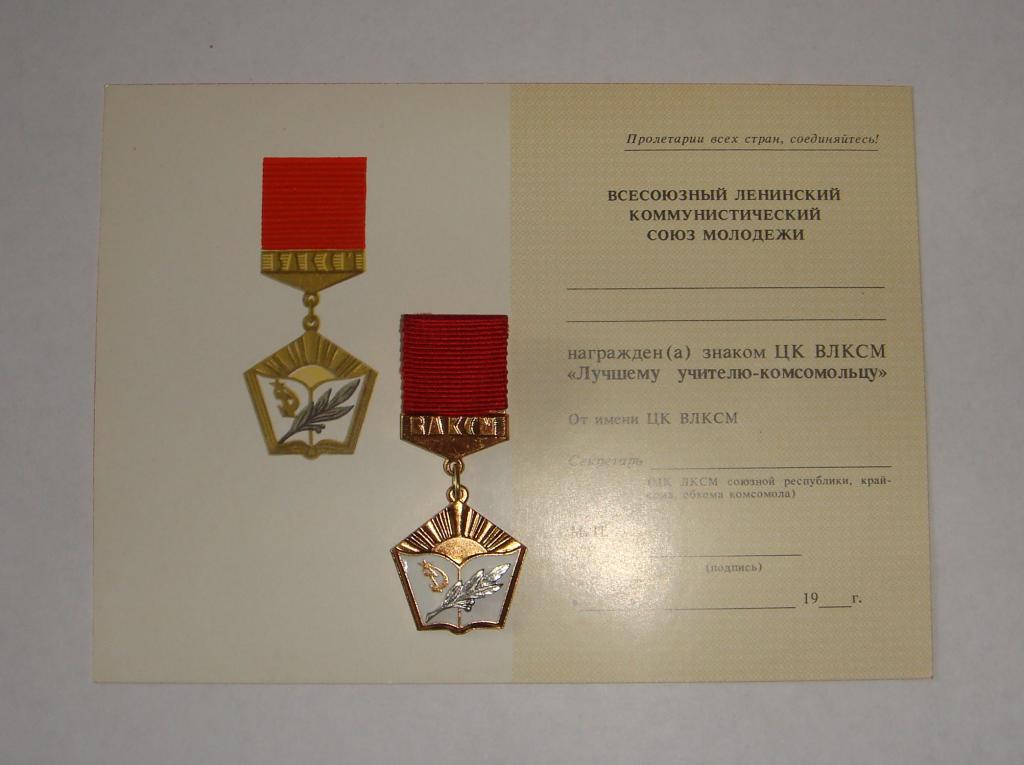 ВЛКСМ
ВЛКСМ
Пролетарии всех стран, соединяйтесь!
ВСЕСОЮЗНЫЙ ЛЕНИНСКИЙ
КОММУНИСТИЧЕСКИЙ
СОЮЗ МОЛОДЕЖИ
награжден(а) знаком ЦК ВЛКСМ
«Лучшему учителю-комсомольцу»
От имени ЦК ВЛКСМ
Секретарь
(ЦК ЛКСМ союзной республики, край-
кома, обкома комсомола)
М. П.
(подпись)
19 г.